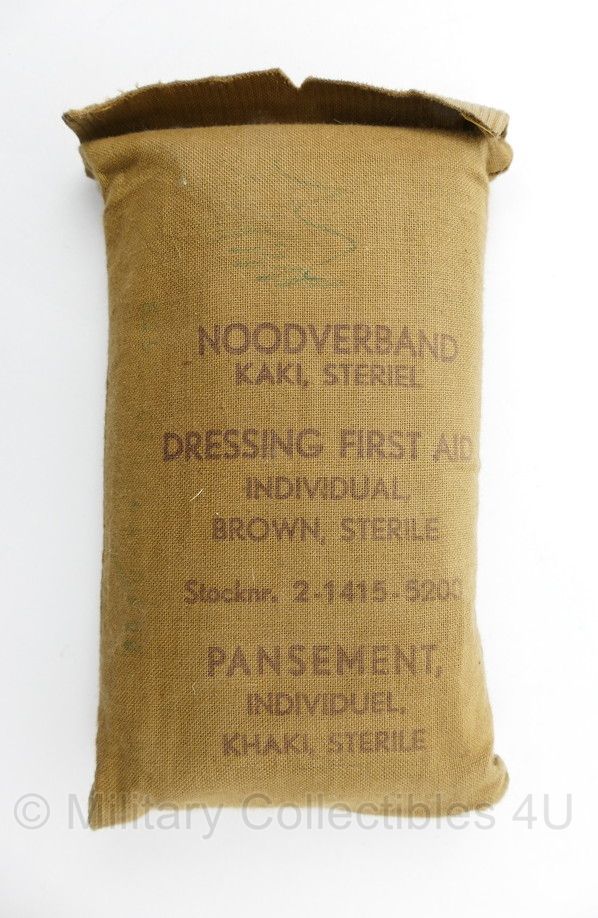 NOODVERBAND
KAKI, STERIEL
DRESSING FIRST AID
INDIVIDUAL,
BROWN, STERILE
Stocknr. 2-1415-5200
PANSEMENT,
INDIVIDUEL,
KHAKI, STERILE
© Military Collectibles 4U